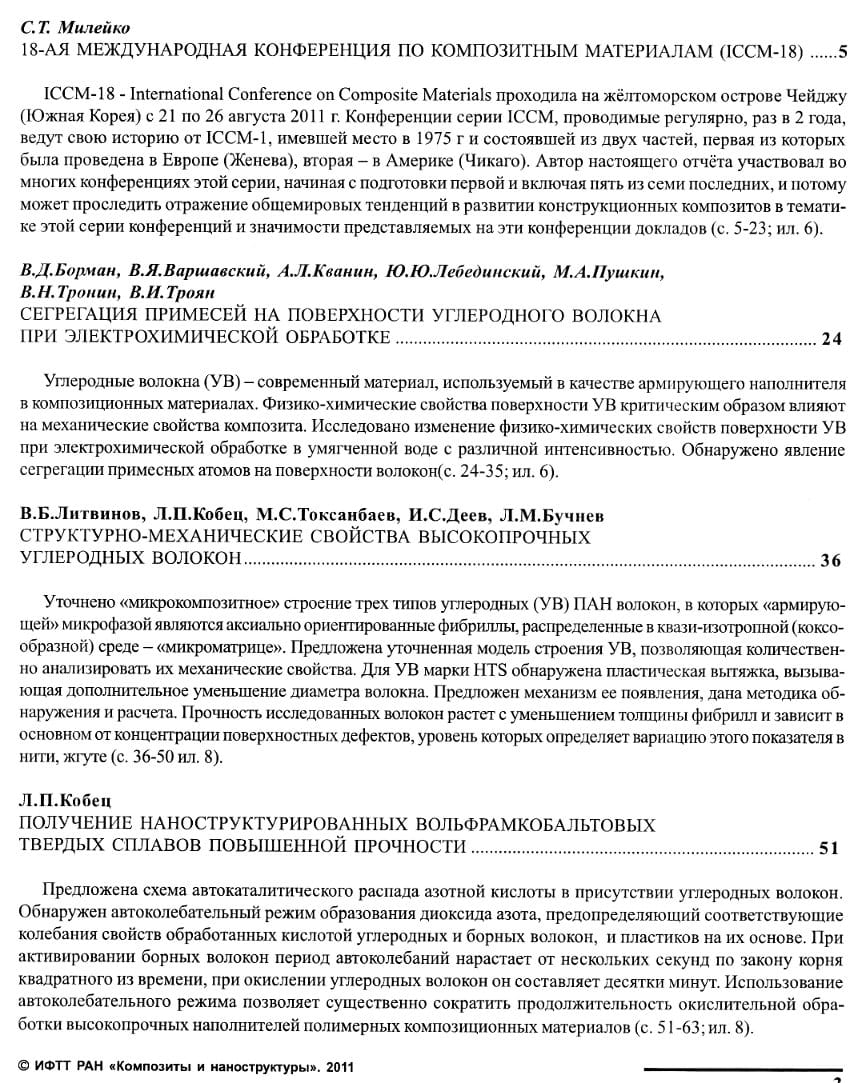 С.Т. Милейко
18-АЯ МЕЖДУНАРОДНАЯ КОНФЕРЕНЦИЯ ПО КОМПОЗИТНЫМ МАТЕРИАЛАМ (ICCM-18) ......5
ICCM-18 - International Conference on Composite Materials проходила на жёлтоморском острове Чейджу
(Южная Корея) с 21 по 26 августа 2011 г. Конференции серии ICCM, проводимые регулярно, раз в 2 года,
ведут свою историю от ICCM-1, имевшей место в 1975 г и состоявшей из двух частей, первая из которых
была проведена в Европе (Женева), вторая – в Америке (Чикаго). Автор настоящего отчёта участвовал во
многих конференциях этой серии, начиная с подготовки первой и включая пять из семи последних, и потому
может проследить отражение общемировых тенденций в развитии конструкционных композитов в темати-
ке этой серии конференций и значимости представляемых на эти конференции докладов (с. 5-23; ил. 6).
В.Д.Борман, В.Я.Варшавский, А.Л.Кванин, Ю.Ю.Лебединский, М.А.Пушкин,
В.Н.Тронин, В.И.Троян
СЕГРЕГАЦИЯ ПРИМЕСЕЙ НА ПОВЕРХНОСТИ УГЛЕРОДНОГО ВОЛОКНА
ПРИ ЭЛЕКТРОХИМИЧЕСКОЙ ОБРАБОТКЕ ........ 24
Углеродные волокна (УВ) – современный материал, используемый в качестве армирующего наполнителя
в композиционных материалах. Физико-химические свойства поверхности УВ критическим образом влияют
на механические свойства композита. Исследовано изменение физико-химических свойств поверхности УВ
при электрохимической обработке в умягченной воде с различной интенсивностью. Обнаружено явление
сегрегации примесных атомов на поверхности волокон(с. 24-35; ил. 6).
В.Б.Литвинов, Л.П.Кобец, М.С.Токсанбаев, И.С.Деев, Л.М.Бучнев
СТРУКТУРНО-МЕХАНИЧЕСКИЕ СВОЙСТВА ВЫСОКОПРОЧНЫХ
УГЛЕРОДНЫХ ВОЛОКОН........ 36
Уточнено «микрокомпозитное» строение трех типов углеродных (УВ) ПАН волокон, в которых «армирую-
щей» микрофазой являются аксиально ориентированные фибриллы, распределенные в квази-изотропной (коксо-
образной) среде – «микроматрице». Предложена уточненная модель строения УВ, позволяющая количествен-
но анализировать их механические свойства. Для УВ марки HTS обнаружена пластическая вытяжка, вызыва-
ющая дополнительное уменьшение диаметра волокна. Предложен механизм ее появления, дана методика об-
наружения и расчета. Прочность исследованных волокон растет с уменьшением толщины фибрилл и зависит в
основном от концентрации поверхностных дефектов, уровень которых определяет вариацию этого показателя в
нити, жгуте (с. 36-50 ил. 8).
Л.П.Кобец
ПОЛУЧЕНИЕ НАНОСТРУКТУРИРОВАННЫХ ВОЛЬФРАМКОБАЛЬТОВЫХ
ТВЕРДЫХ СПЛАВОВ ПОВЫШЕННОЙ ПРОЧНОСТИ ........ 51
Предложена схема автокаталитического распада азотной кислоты в присутствии углеродных волокон.
Обнаружен автоколебательный режим образования диоксида азота, предопределяющий соответствующие
колебания свойств обработанных кислотой углеродных и борных волокон, и пластиков на их основе. При
активировании борных волокон период автоколебаний нарастает от нескольких секунд по закону корня
квадратного из времени, при окислении углеродных волокон он составляет десятки минут. Использование
автоколебательного режима позволяет существенно сократить продолжительность окислительной обра-
ботки высокопрочных наполнителей полимерных композиционных материалов (с. 51-63; ил. 8).
© ИФТТ РАН «Композиты и наноструктуры». 2011